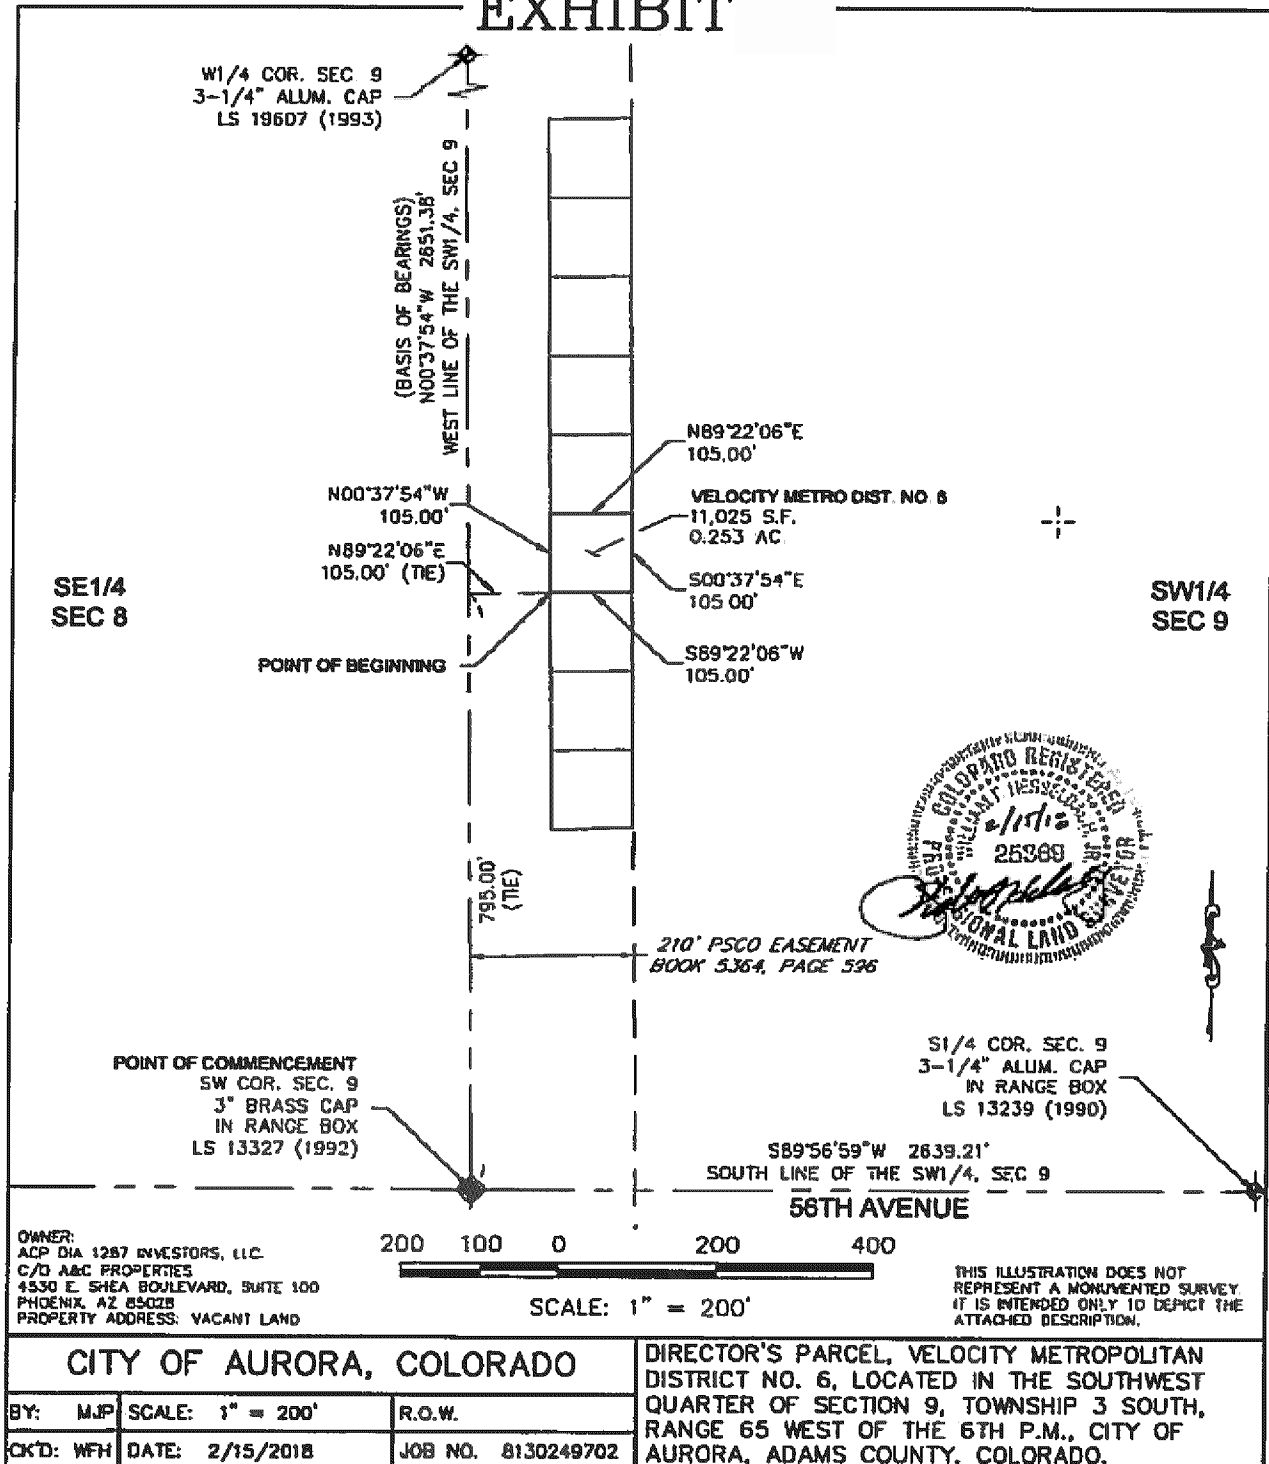 EXHIBIT
W1/4 COR. SEC 9
3-1/4" ALUM. CAP
LS 19607 (1993)
(BASIS OF BEARINGS)
N00°37'54"W 2651.38'
WEST LINE OF THE SW1/4, SEC 9
N89°22'06"E
105.00'
N00°37'54"W
105.00'
VELOCITY METRO DIST. NO. 6
11,025 S.F.
0.253 AC.
N89°22'06"E
105.00' (TIE)
S00°37'54"E
105.00'
SE1/4
SEC 8
SW1/4
SEC 9
S89°22'06"W
105.00'
POINT OF BEGINNING
COLORADO REGISTERED
2/15/18
25369
PROFESSIONAL LAND SURVEYOR
795.00'
(TIE)
210' PSCO EASEMENT
BOOK 5364, PAGE 596
POINT OF COMMENCEMENT
SW COR. SEC. 9
3" BRASS CAP
IN RANGE BOX
LS 13327 (1992)
S1/4 COR. SEC. 9
3-1/4" ALUM. CAP
IN RANGE BOX
LS 13239 (1990)
S89°56'59"W 2639.21'
SOUTH LINE OF THE SW1/4, SEC 9
56TH AVENUE
OWNER:
ACP DIA 1287 INVESTORS, LLC
C/O A&C PROPERTIES
4530 E. SHEA BOULEVARD, SUITE 100
PHOENIX, AZ 85028
PROPERTY ADDRESS: VACANT LAND
200 100 0 200 400
SCALE: 1" = 200'
THIS ILLUSTRATION DOES NOT
REPRESENT A MONUMENTED SURVEY.
IT IS INTENDED ONLY TO DEPICT THE
ATTACHED DESCRIPTION.
CITY OF AURORA, COLORADO
BY: MJP SCALE: 1" = 200' R.O.W.
CK'D: WFH DATE: 2/15/2018 JOB NO. 8130249702
DIRECTOR'S PARCEL, VELOCITY METROPOLITAN
DISTRICT NO. 6, LOCATED IN THE SOUTHWEST
QUARTER OF SECTION 9, TOWNSHIP 3 SOUTH,
RANGE 65 WEST OF THE 6TH P.M., CITY OF
AURORA, ADAMS COUNTY, COLORADO.